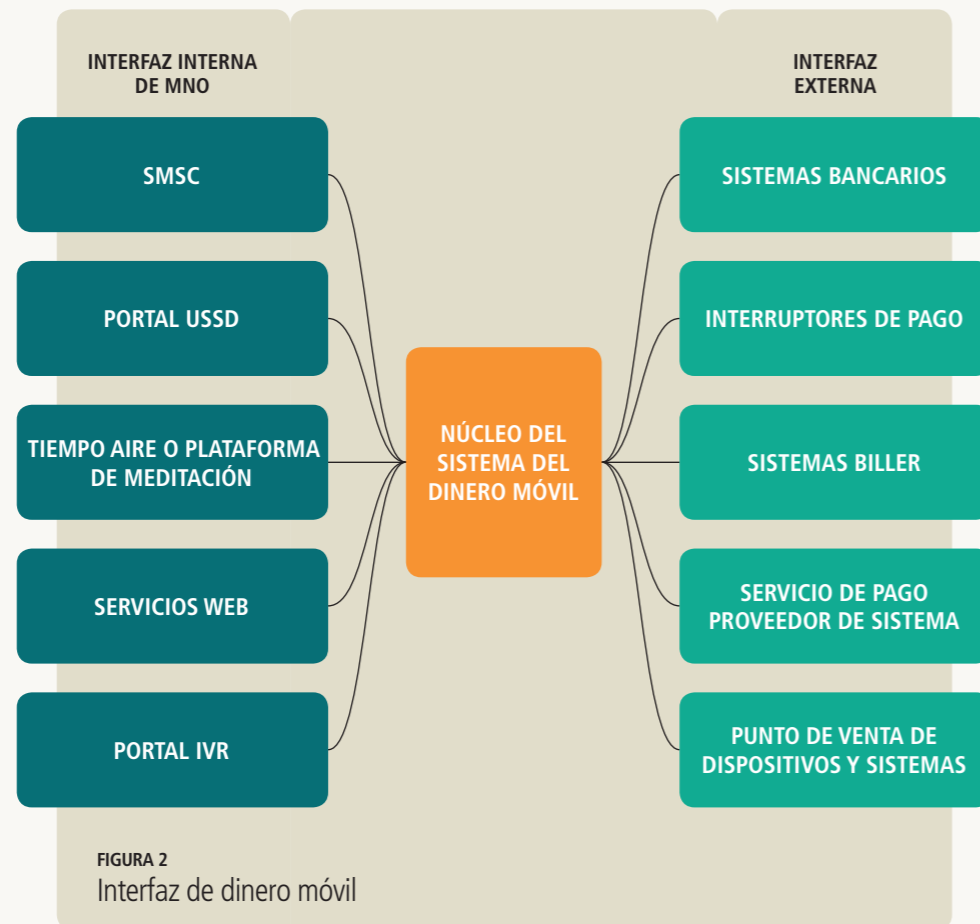 INTERFAZ INTERNA
DE MNO
SMSC
PORTAL USSD
TIEMPO AIRE O PLATAFORMA
DE MEDITACIÓN
SERVICIOS WEB
PORTAL IVR
NÚCLEO DEL
SISTEMA DEL
DINERO MÓVIL
INTERFAZ
EXTERNA
SISTEMAS BANCARIOS
INTERRUPTORES DE PAGO
SISTEMAS BILLER
SERVICIO DE PAGO
PROVEEDOR DE SISTEMA
PUNTO DE VENTA DE
DISPOSITIVOS Y SISTEMAS
FIGURA 2
Interfaz de dinero móvil